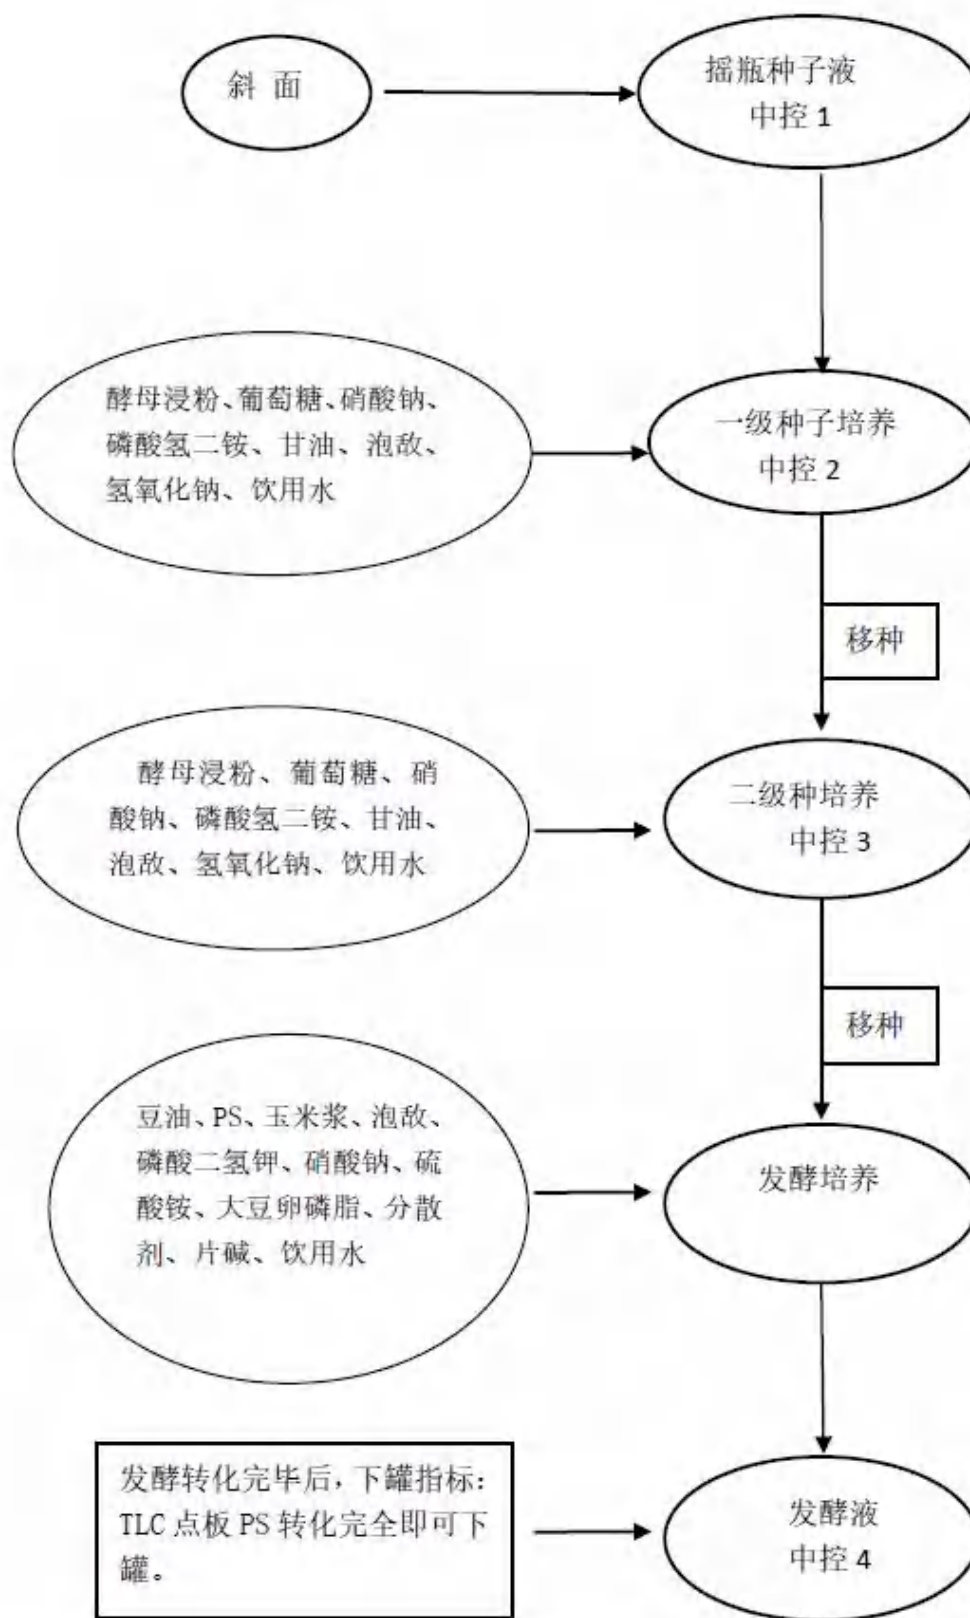 斜 面
摇瓶种子液
中控 1
酵母浸粉、葡萄糖、硝酸钠、
磷酸氢二铵、甘油、泡敌、
氢氧化钠、饮用水
一级种子培养
中控 2
移种
酵母浸粉、葡萄糖、硝
酸钠、磷酸氢二铵、甘油、
泡敌、氢氧化钠、饮用水
二级种培养
中控 3
移种
豆油、PS、玉米浆、泡敌、
磷酸二氢钾、硝酸钠、硫
酸铵、大豆卵磷脂、分散
剂、片碱、饮用水
发酵培养
发酵转化完毕后，下罐指标：
TLC 点板 PS 转化完全即可下
罐。
发酵液
中控 4